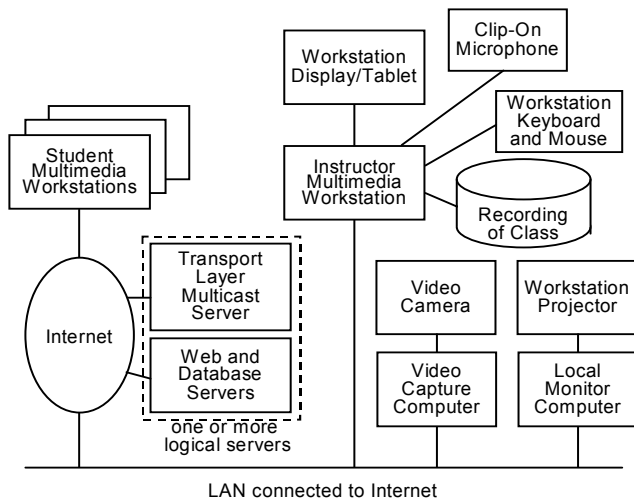 Clip-On
Microphone
Workstation
Display/Tablet
Workstation
Keyboard
and Mouse
Student
Multimedia
Workstations
Instructor
Multimedia
Workstation
Recording
of Class
Transport
Layer
Multicast
Server
Internet
Web and
Database
Servers
one or more
logical servers
Video
Camera
Workstation
Projector
Video
Capture
Computer
Local
Monitor
Computer
LAN connected to Internet